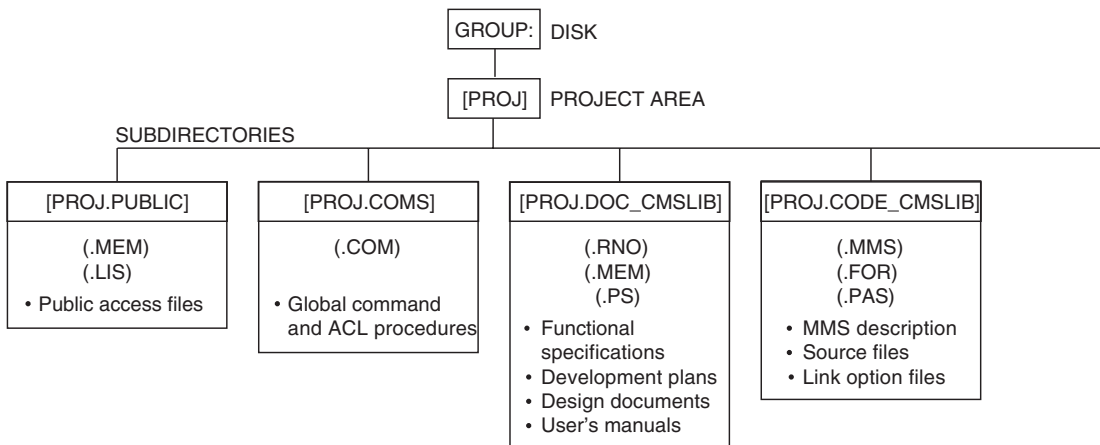 GROUP: DISK
[PROJ] PROJECT AREA
SUBDIRECTORIES
[PROJ.PUBLIC]
(.MEM)
(.LIS)
• Public access files
[PROJ.COMS]
(.COM)
• Global command
and ACL procedures
[PROJ.DOC_CMSLIB]
(.RNO)
(.MEM)
(.PS)
• Functional
specifications
• Development plans
• Design documents
• User's manuals
[PROJ.CODE_CMSLIB]
(.MMS)
(.FOR)
(.PAS)
• MMS description
• Source files
• Link option files